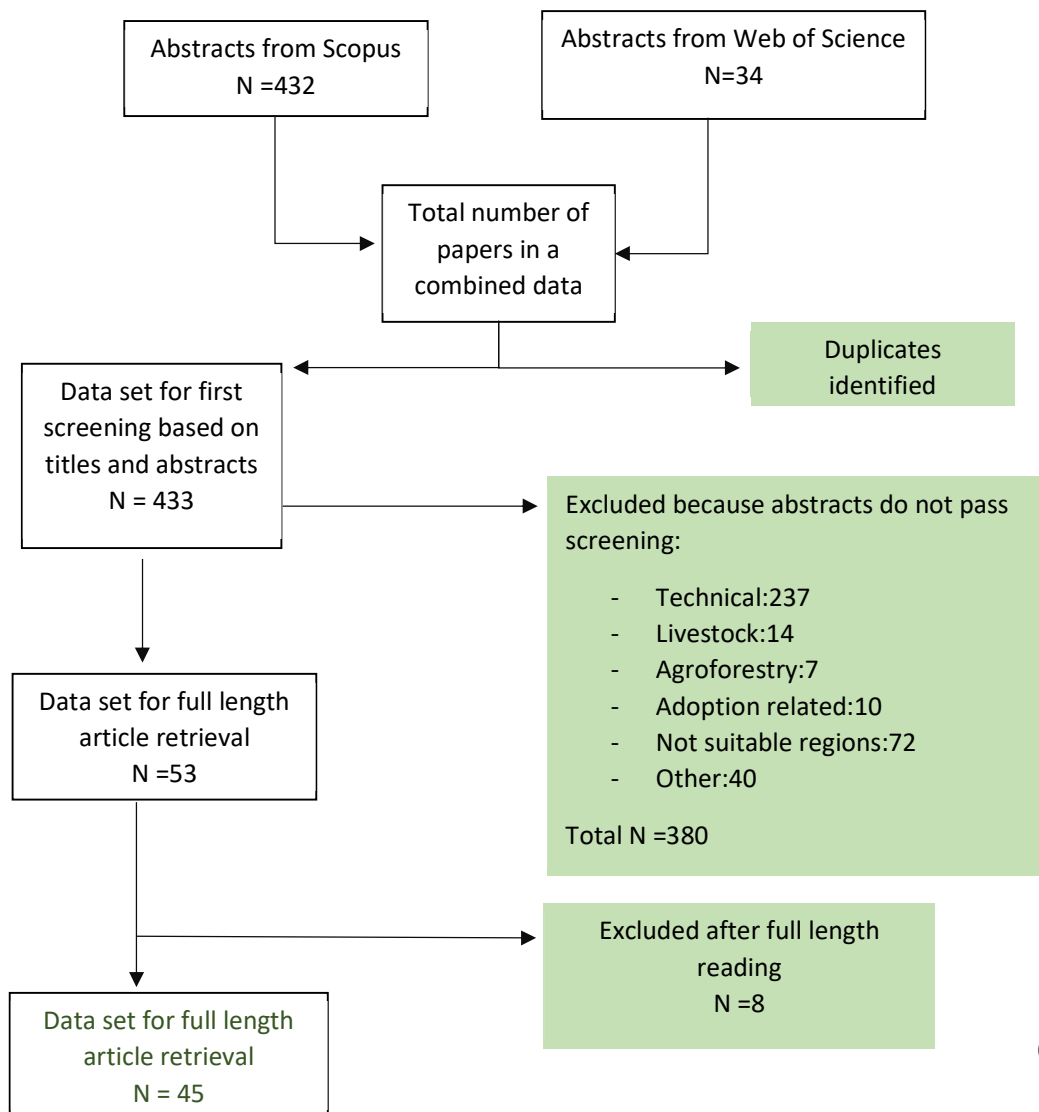 Abstracts from Scopus
N =432
Abstracts from Web of Science
N=34
Total number of
papers in a
combined data
Duplicates
identified
Data set for first
screening based on
titles and abstracts
N = 433
Excluded because abstracts do not pass
screening:
- Technical:237
- Livestock:14
- Agroforestry:7
- Adoption related:10
- Not suitable regions:72
- Other:40
Total N =380
Data set for full length
article retrieval
N =53
Excluded after full length
reading
N =8
Data set for full length
article retrieval
N = 45